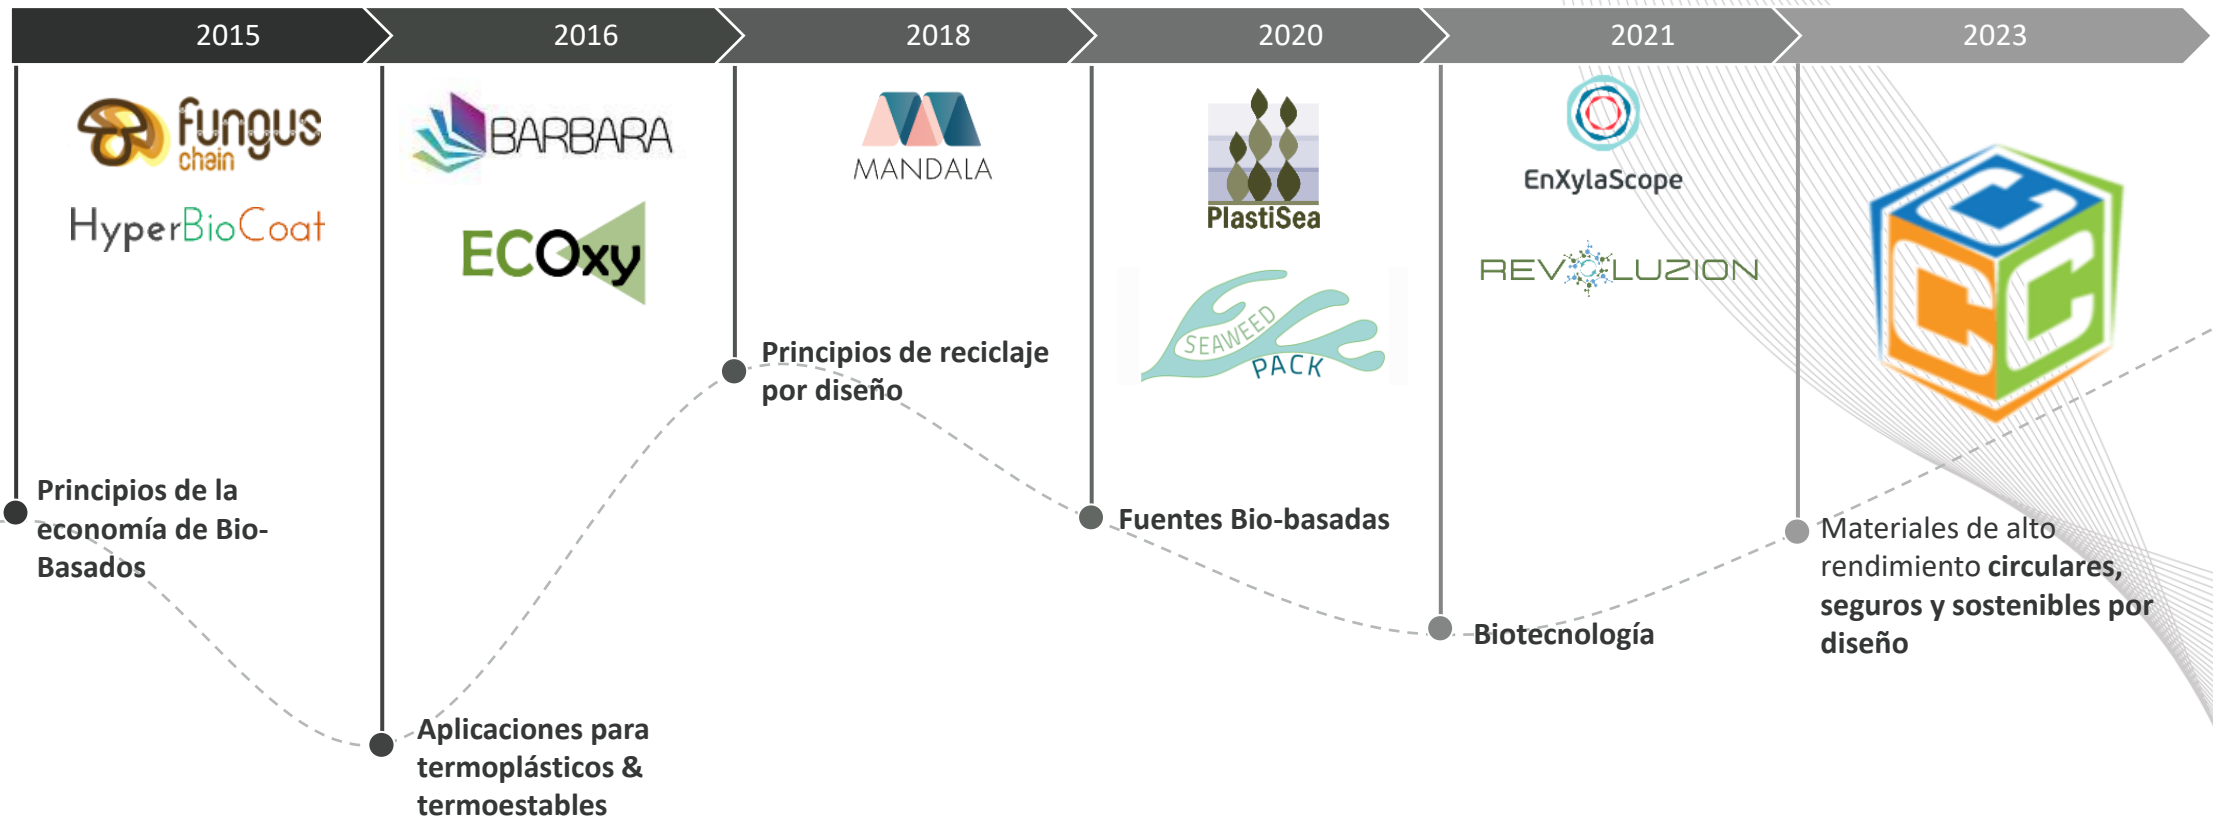 2015
2016
2018
2020
2021
2023
fungus
chain
HyperBioCoat
BARBARA
ECOxy
MANDALA
PlastiSea
SEAWEED
PACK
EnXylaScope
REVOLUZION
C
C
C
Principios de la
economía de Bio-
Basados
Aplicaciones para
termoplásticos &
termoestables
Principios de reciclaje
por diseño
Fuentes Bio-basadas
Biotecnología
Materiales de alto
rendimiento circulares,
seguros y sostenibles por
diseño